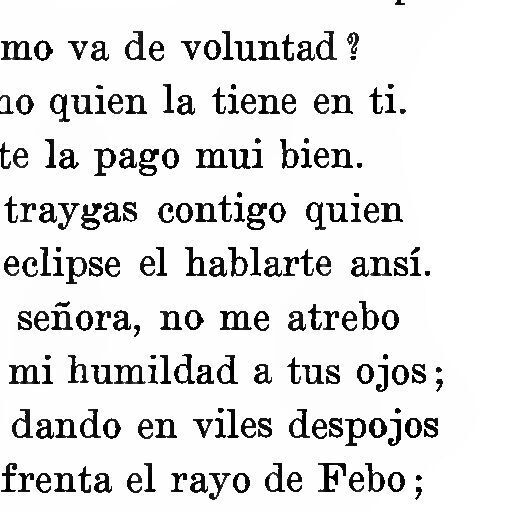 mo va de voluntad?
no quien la tiene en ti.
te la pago mui bien.
traygas contigo quien
eclipse el hablarte ansí.
señora, no me atrebo
mi humildad a tus ojos;
dando en viles despojos
frenta el rayo de Febo;